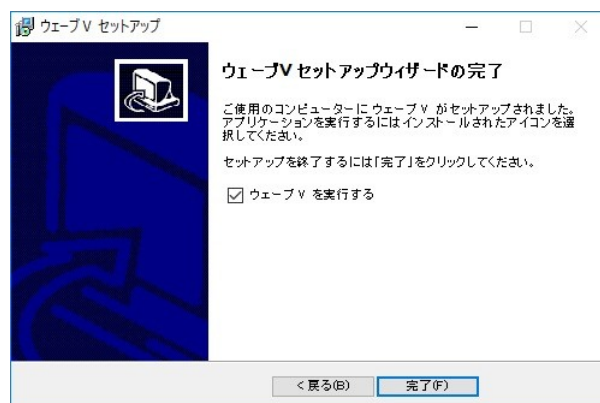 ウェーブV セットアップ
ウェーブV セットアップウィザードの完了
ご使用のコンピューターに ウェーブV がセットアップされました。
アプリケーションを実行するにはインストールされたアイコンを選
択してください。
セットアップを終了するには「完了」をクリックしてください。
ウェーブV を実行する
< 戻る(B)
完了(F)